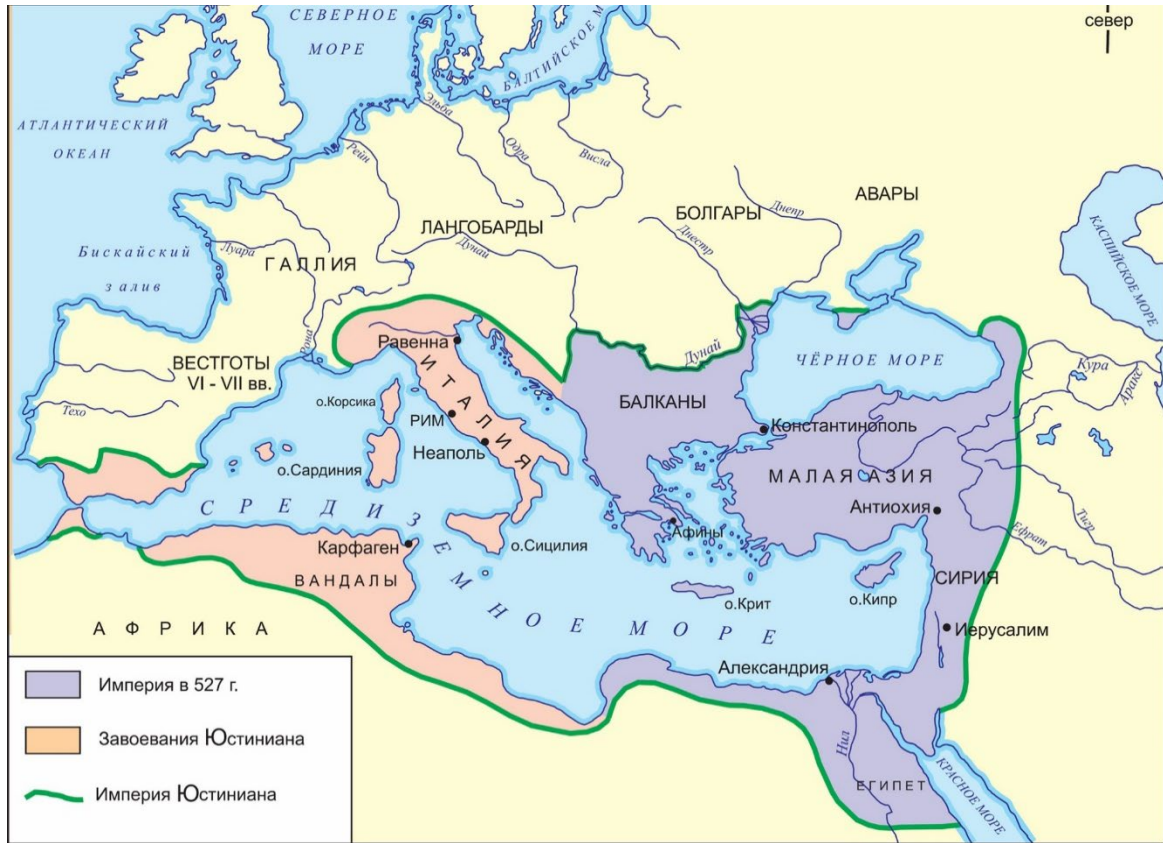 СЕВЕРНОЕ
МОРЕ
север
БАЛТИЙСКОЕ М
АТЛАНТИЧЕСКИЙ
ОКЕАН
Эльба
Рейн
Одра
Висла
АВАРЫ
БОЛГАРЫ
Днепр
ЛАНГОБАРДЫ
Днестр
Дунай
КАСПИЙСКОЕ МОРЕ
Бискайский
залив
Луара
ГАЛЛИЯ
Рона
Равенна
Дунай
ЧЁРНОЕ МОРЕ
ВЕСТГОТЫ
VI - VII вв.
Кура
Аракс
Техо
о.Корсика
РИМ
ИТАЛИЯ
БАЛКАНЫ
Константинополь
Неаполь
о.Сардиния
МАЛАЯ АЗИЯ
Антиохия
Тигр
Ефрат
СРЕДИЗЕМНОЕ МОРЕ
Карфаген
о.Сицилия
Афины
ВАНДАЛЫ
СИРИЯ
о.Крит
о.Кипр
АФРИКА
Иерусалим
Александрия
Нил
ЕГИПЕТ
КРАСНОЕ МОРЕ
Империя в 527 г.
Завоевания Юстиниана
Империя Юстиниана